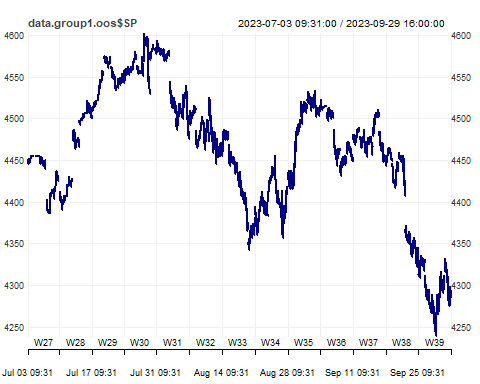 data.group1.oos$SP 2023-07-03 09:31:00 / 2023-09-29 16:00:00
4600 4600
4550 4550
4500 4500
4450 4450
4400 4400
4350 4350
4300 4300
4250 4250
W27 W28 W29 W30 W31 W32 W33 W34 W35 W36 W37 W38 W39
Jul 03 09:31 Jul 17 09:31 Jul 31 09:31 Aug 14 09:31 Aug 28 09:31 Sep 11 09:31 Sep 25 09:31